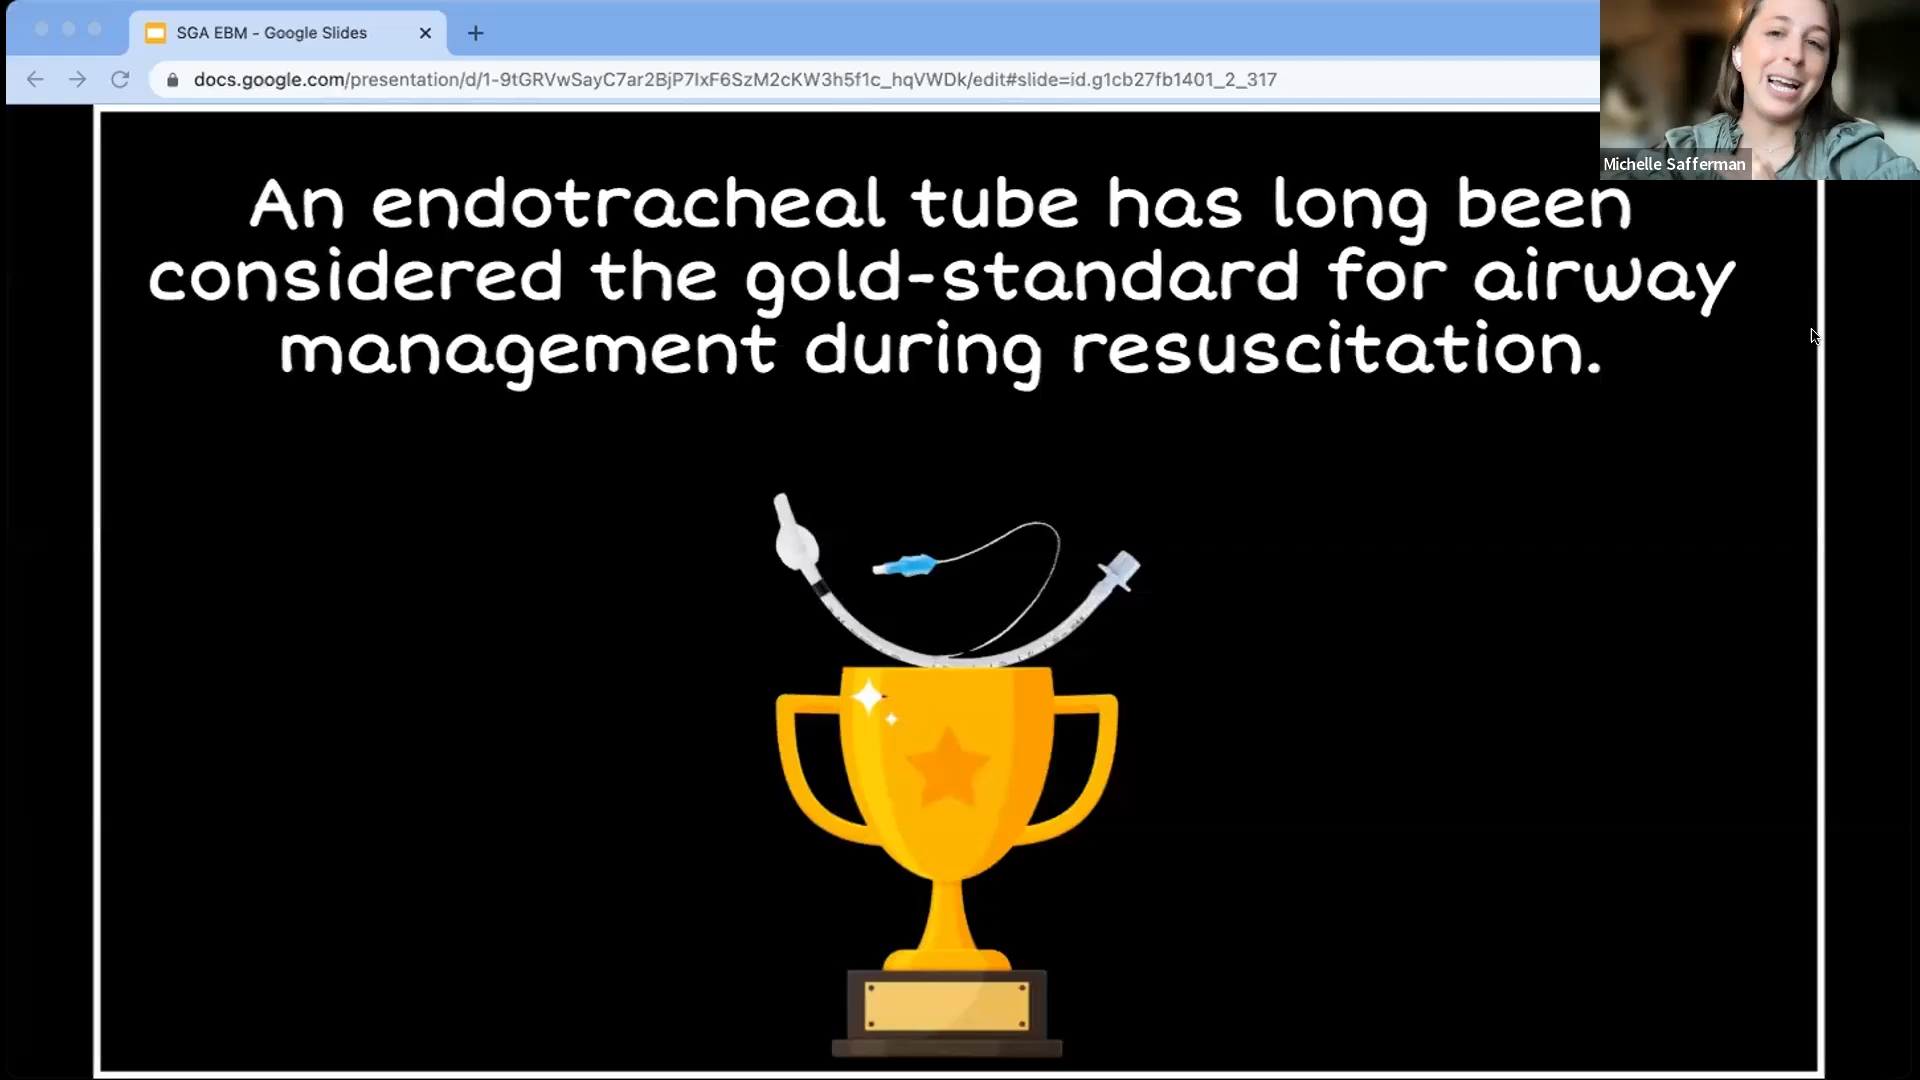 SGA EBM - Google Slides
docs.google.com/presentation/d/1-9tGRVwSayC7ar2BjP7IxF6SzM2cKW3h5f1c_hqVWDk/edit#slide=id.g1cb27fb1401_2_317
Michelle Safferman
An endotracheal tube has long been
considered the gold-standard for airway
management during resuscitation.